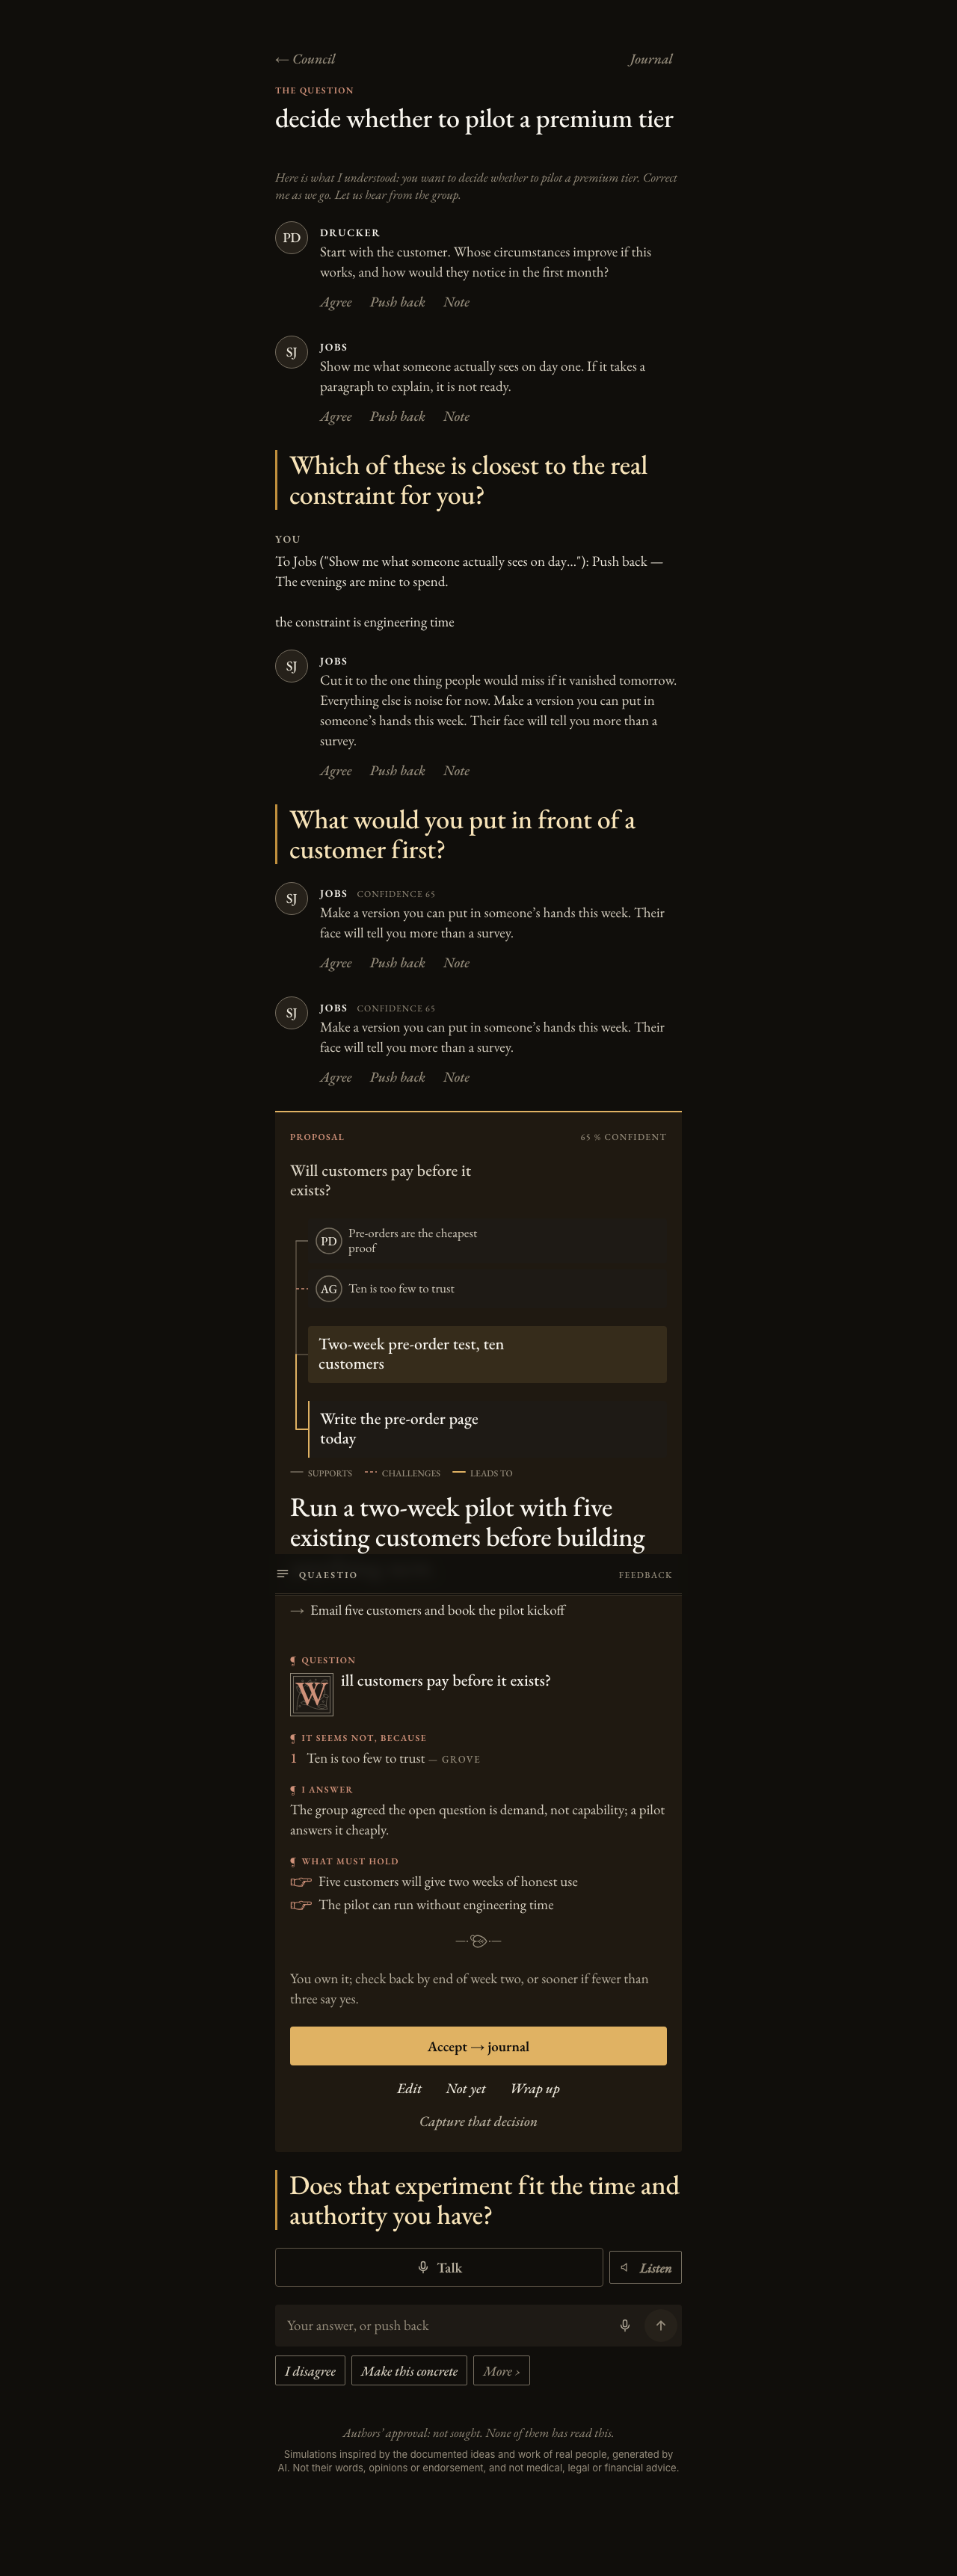 ← Council
Journal
THE QUESTION
decide whether to pilot a premium tier
Here is what I understood: you want to decide whether to pilot a premium tier. Correct
me as we go. Let us hear from the group.
PD
DRUCKER
Start with the customer. Whose circumstances improve if this
works, and how would they notice in the first month?
Agree Push back Note
SJ
JOBS
Show me what someone actually sees on day one. If it takes a
paragraph to explain, it is not ready.
Agree Push back Note
Which of these is closest to the real
constraint for you?
YOU
To Jobs ("Show me what someone actually sees on day…"): Push back —
The evenings are mine to spend.
the constraint is engineering time
SJ
JOBS
Cut it to the one thing people would miss if it vanished tomorrow.
Everything else is noise for now. Make a version you can put in
someone’s hands this week. Their face will tell you more than a
survey.
Agree Push back Note
What would you put in front of a
customer first?
SJ
JOBS CONFIDENCE 65
Make a version you can put in someone’s hands this week. Their
face will tell you more than a survey.
Agree Push back Note
SJ
JOBS CONFIDENCE 65
Make a version you can put in someone’s hands this week. Their
face will tell you more than a survey.
Agree Push back Note
PROPOSAL
65 % CONFIDENT
Will customers pay before it
exists?
PD
Pre-orders are the cheapest
proof
AG
Ten is too few to trust
Two-week pre-order test, ten
customers
Write the pre-order page
today
SUPPORTS CHALLENGES LEADS TO
Run a two-week pilot with five
existing customers before building
QUAESTIO
FEEDBACK
→ Email five customers and book the pilot kickoff
¶ QUESTION
Will customers pay before it exists?
¶ IT SEEMS NOT, BECAUSE
1 Ten is too few to trust — GROVE
¶ I ANSWER
The group agreed the open question is demand, not capability; a pilot
answers it cheaply.
¶ WHAT MUST HOLD
☞ Five customers will give two weeks of honest use
☞ The pilot can run without engineering time
You own it; check back by end of week two, or sooner if fewer than
three say yes.
Accept → journal
Edit Not yet Wrap up
Capture that decision
Does that experiment fit the time and
authority you have?
Talk
Listen
Your answer, or push back
I disagree
Make this concrete
More ›
Authors’ approval: not sought. None of them has read this.
Simulations inspired by the documented ideas and work of real people, generated by
AI. Not their words, opinions or endorsement, and not medical, legal or financial advice.